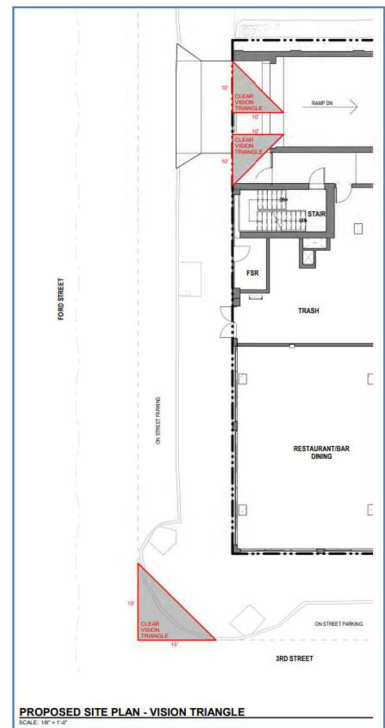 10'
CLEAR
VISION
TRIANGLE
10'
RAMP DN
10'
CLEAR
VISION
TRIANGLE
10'
DN
STAIR
UP
FSR
TRASH
FORD STREET
ON STREET PARKING
RESTAURANT/BAR
DINING
15'
CLEAR
VISION
TRIANGLE
15'
ON STREET PARKING
3RD STREET
PROPOSED SITE PLAN - VISION TRIANGLE
SCALE: 1/8" = 1'-0"